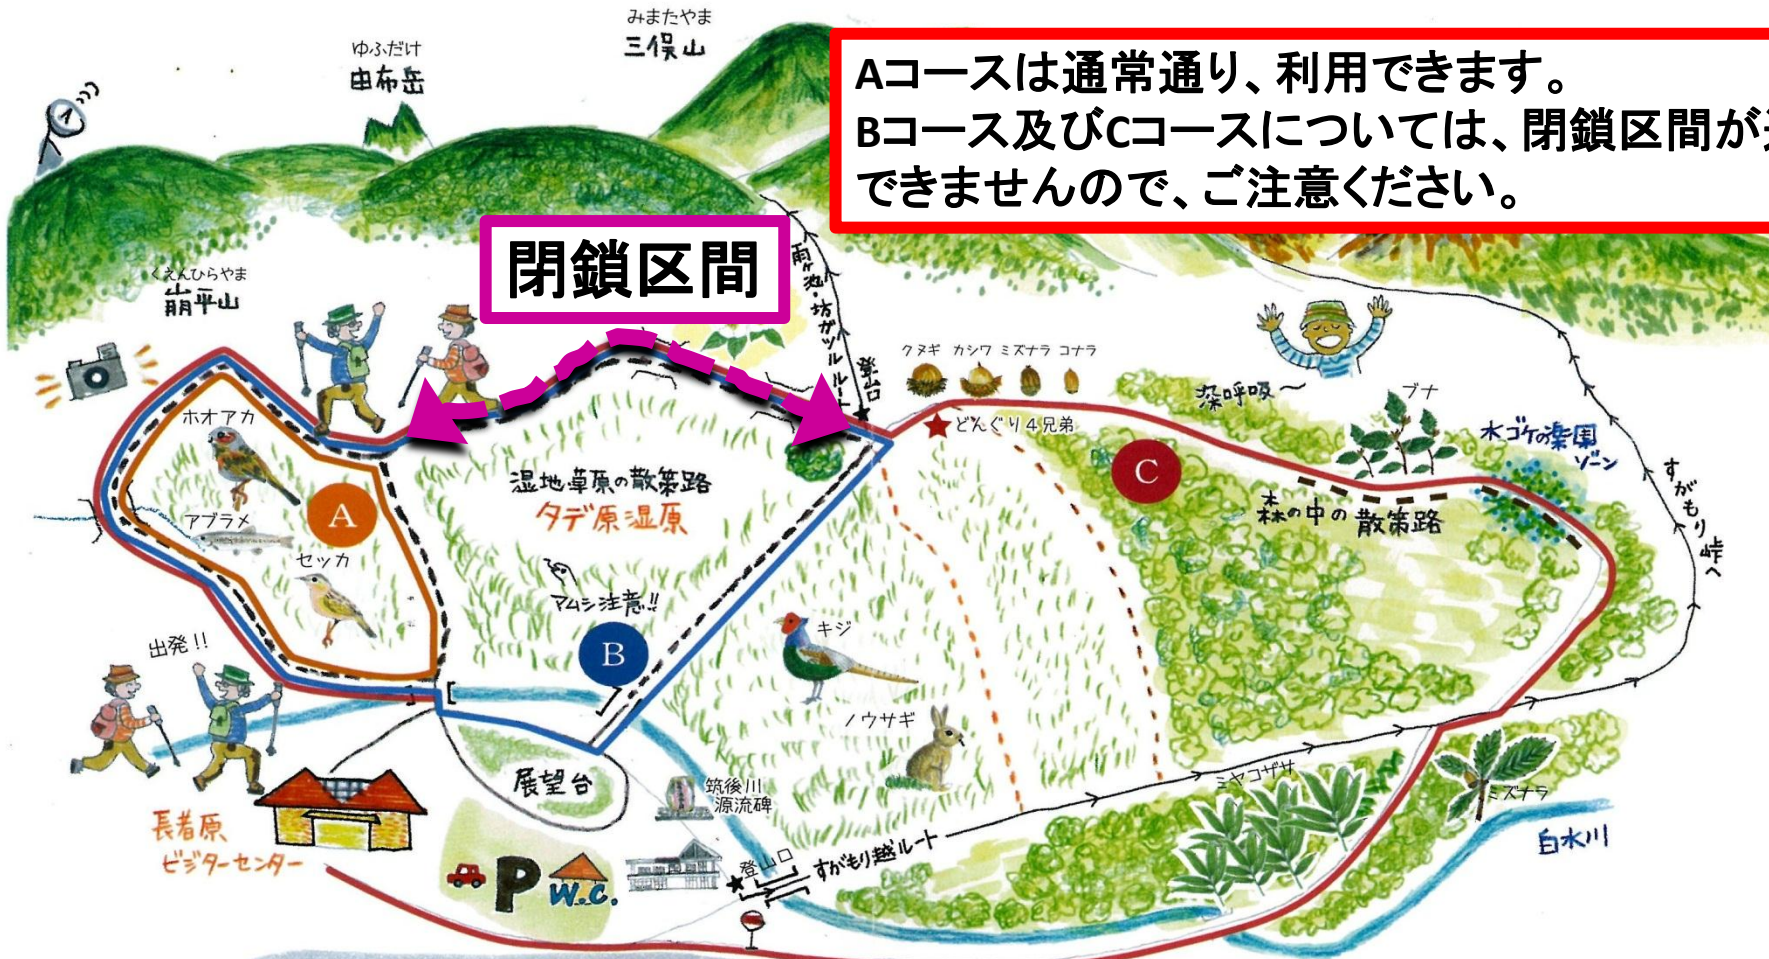 みまたやま
三俣山
ゆふだけ
由布岳
Aコースは通常通り、利用できます。
Bコース及びCコースについては、閉鎖区間が
できませんので、ご注意ください。
閉鎖区間
くえんひらやま
崩平山
雨ヶ池・坊ガツルルート
登山口
クヌギ カシワ ミズナラ コナラ
どんぐり4兄弟
深呼吸〜
ブナ
水ゴケの楽園
ゾーン
すがもり峠へ
ホオアカ
A
アブラメ
セッカ
湿地草原の散策路
タデ原湿原
マムシ注意!!
B
C
森の中の散策路
キジ
ノウサギ
出発!!
長者原
ビジターセンター
展望台
筑後川
源流碑
P
W.C.
登山口
すがもり越ルート
ミヤコザサ
ミズナラ
白水川